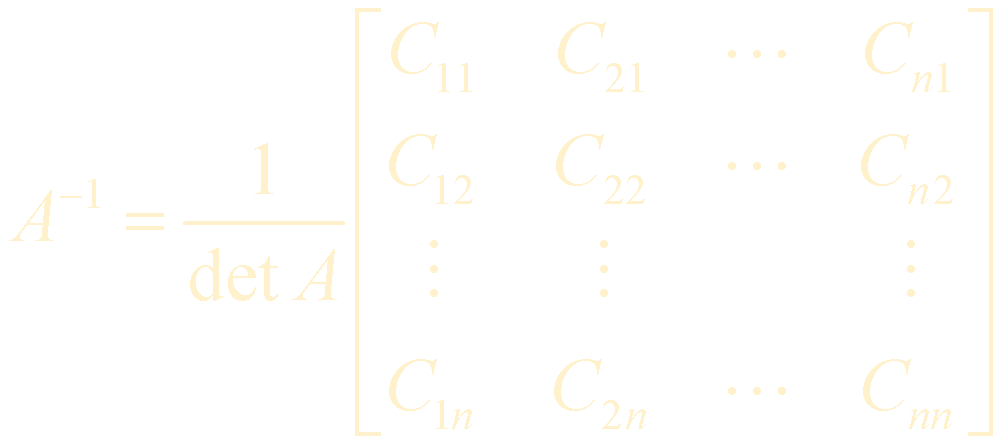 A⁻¹ = 1 / det A [
C₁₁ C₂₁ ⋯ Cₙ₁
C₁₂ C₂₂ ⋯ Cₙ₂
⋮ ⋮ ⋮
C₁ₙ C₂ₙ ⋯ Cₙₙ
]